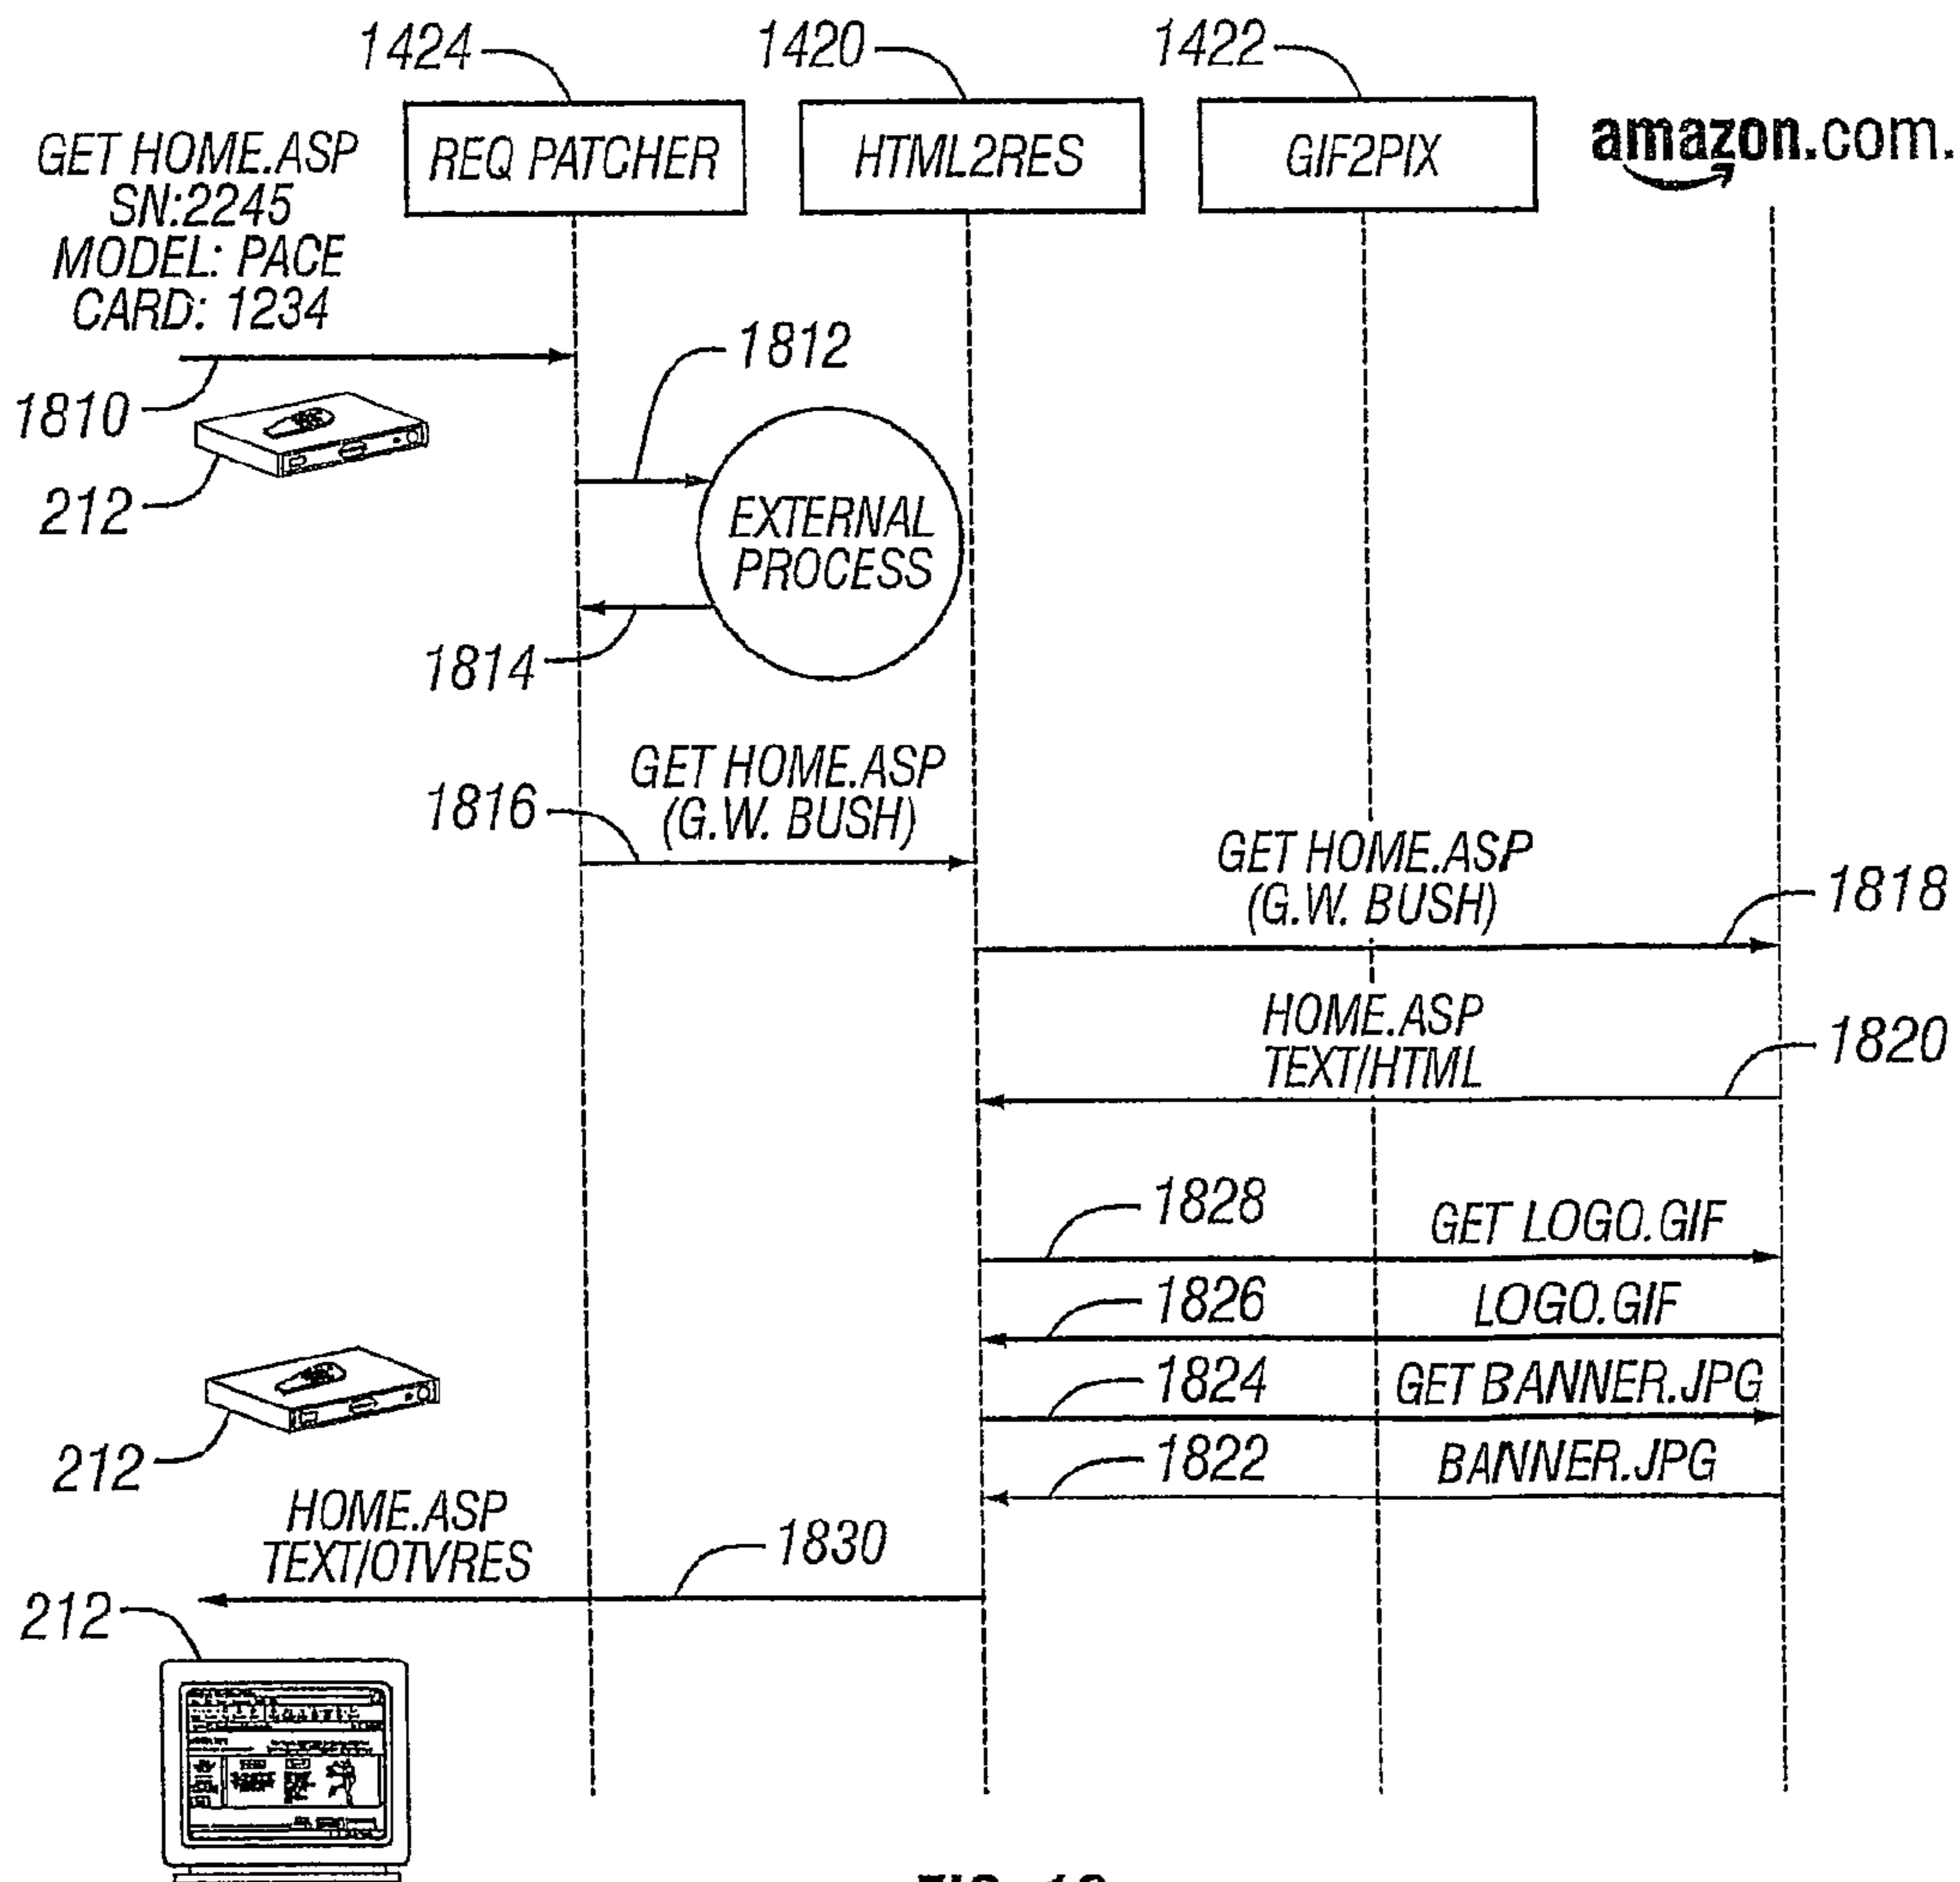 1424
1420
1422
GET HOME.ASP
SN:2245
MODEL: PACE
CARD: 1234
REQ PATCHER
HTML2RES
GIF2PIX
amazon.com.
1810
212
1812
EXTERNAL
PROCESS
1814
1816
GET HOME.ASP
(G.W. BUSH)
GET HOME.ASP
(G.W. BUSH)
1818
HOME.ASP
TEXT/HTML
1820
1828
GET LOGO.GIF
1826
LOGO.GIF
1824
GET BANNER.JPG
1822
BANNER.JPG
212
HOME.ASP
TEXT/OTVRES
1830
212